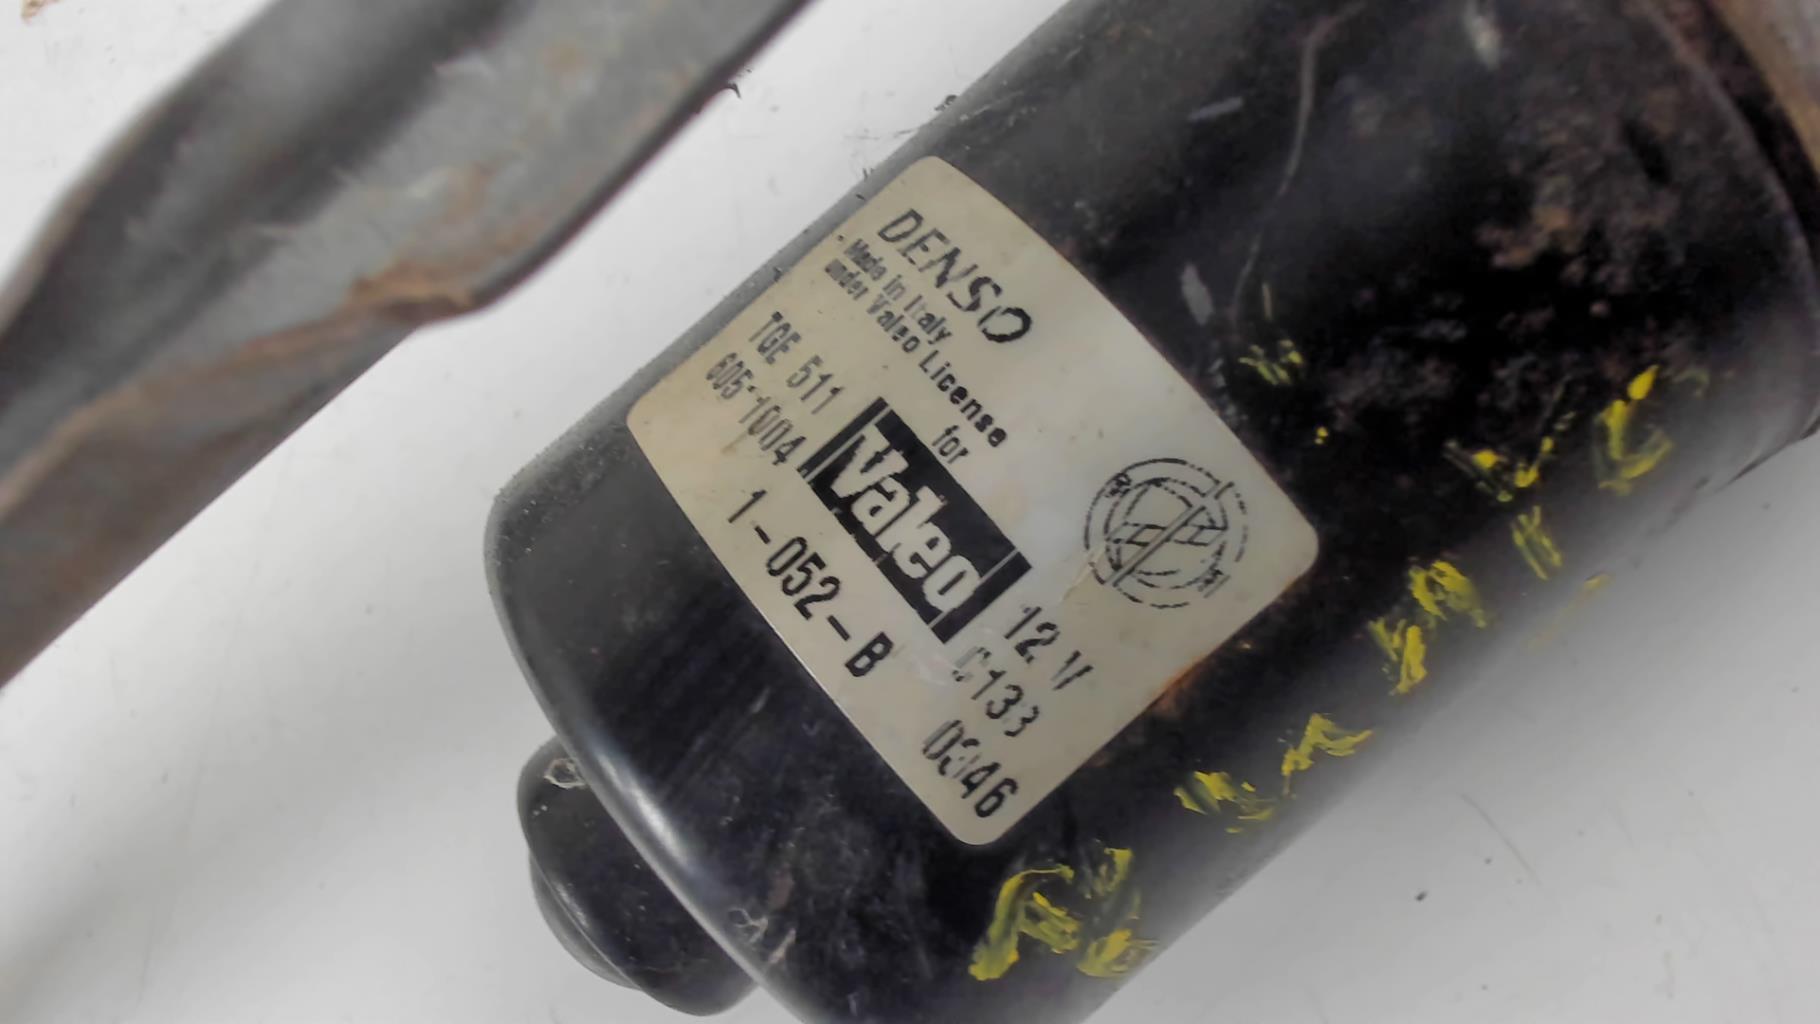 DENSO
- Made in Italy
under Valeo License
for
Valeo
TGE 511
605 1004
1-052-B
12 V
C133
0346